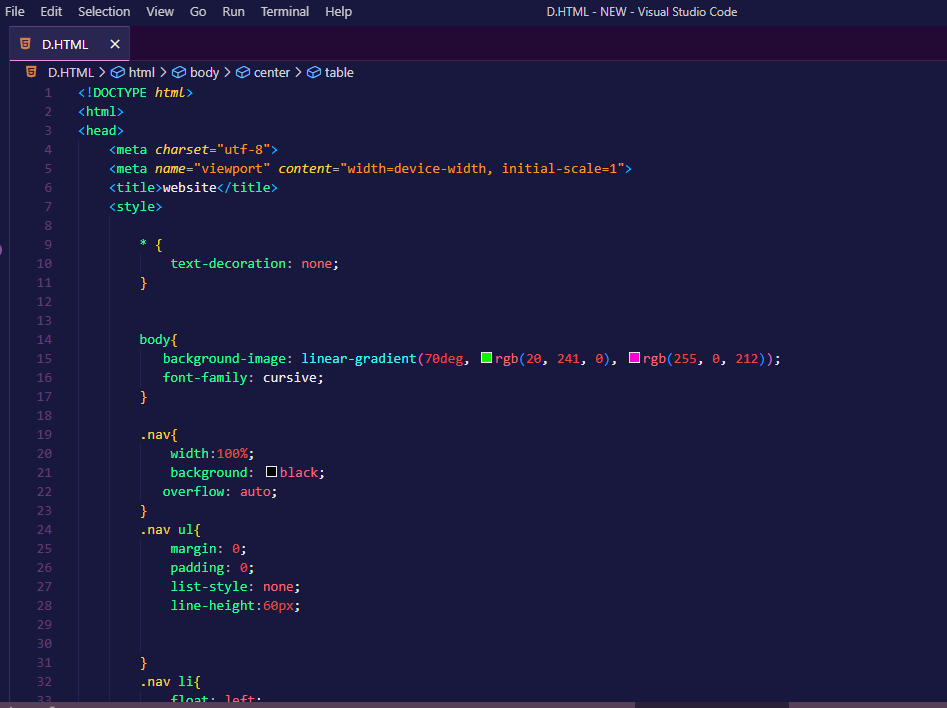 File Edit Selection View Go Run Terminal Help D.HTML - NEW - Visual Studio Code
D.HTML ✕
D.HTML > html > body > center > table
1 <!DOCTYPE html>
2 <html>
3 <head>
4 <meta charset="utf-8">
5 <meta name="viewport" content="width=device-width, initial-scale=1">
6 <title>website</title>
7 <style>
8
9 * {
10 text-decoration: none;
11 }
12
13
14 body{
15 background-image: linear-gradient(70deg, rgb(20, 241, 0), rgb(255, 0, 212));
16 font-family: cursive;
17 }
18
19 .nav{
20 width:100%;
21 background: black;
22 overflow: auto;
23 }
24 .nav ul{
25 margin: 0;
26 padding: 0;
27 list-style: none;
28 line-height:60px;
29
30
31 }
32 .nav li{
33 float: left;